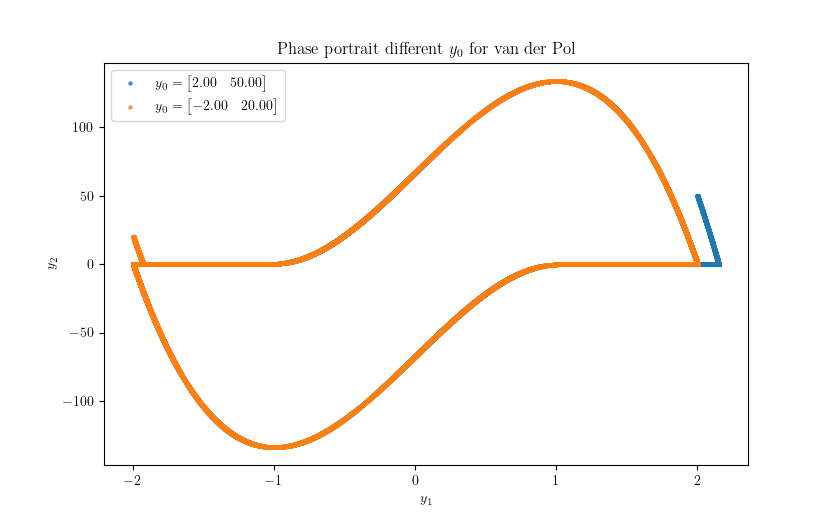 Phase portrait different y₀ for van der Pol
y₀ = [2.00 50.00]
y₀ = [−2.00 20.00]
100
50
0
−50
−100
y₂
−2
−1
0
1
2
y₁